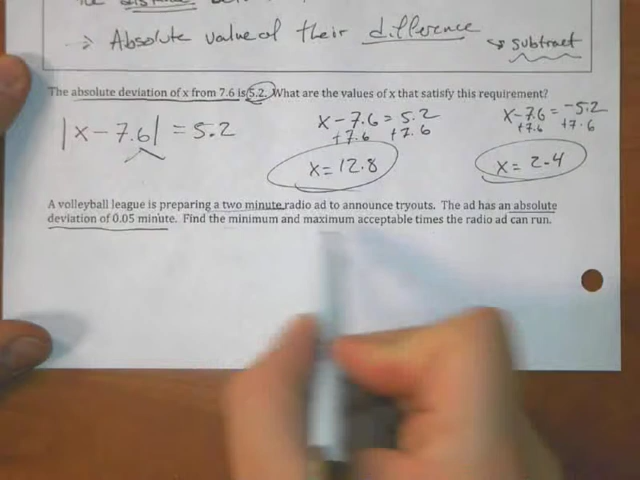 Absolute value of their difference
subtract
The absolute deviation of x from 7.6 is 5.2. What are the values of x that satisfy this requirement?
|x - 7.6| = 5.2
x - 7.6 = 5.2
+7.6 +7.6
x = 12.8
x - 7.6 = -5.2
+7.6 +7.6
x = 2.4
A volleyball league is preparing a two minute radio ad to announce tryouts. The ad has an absolute
deviation of 0.05 minute. Find the minimum and maximum acceptable times the radio ad can run.